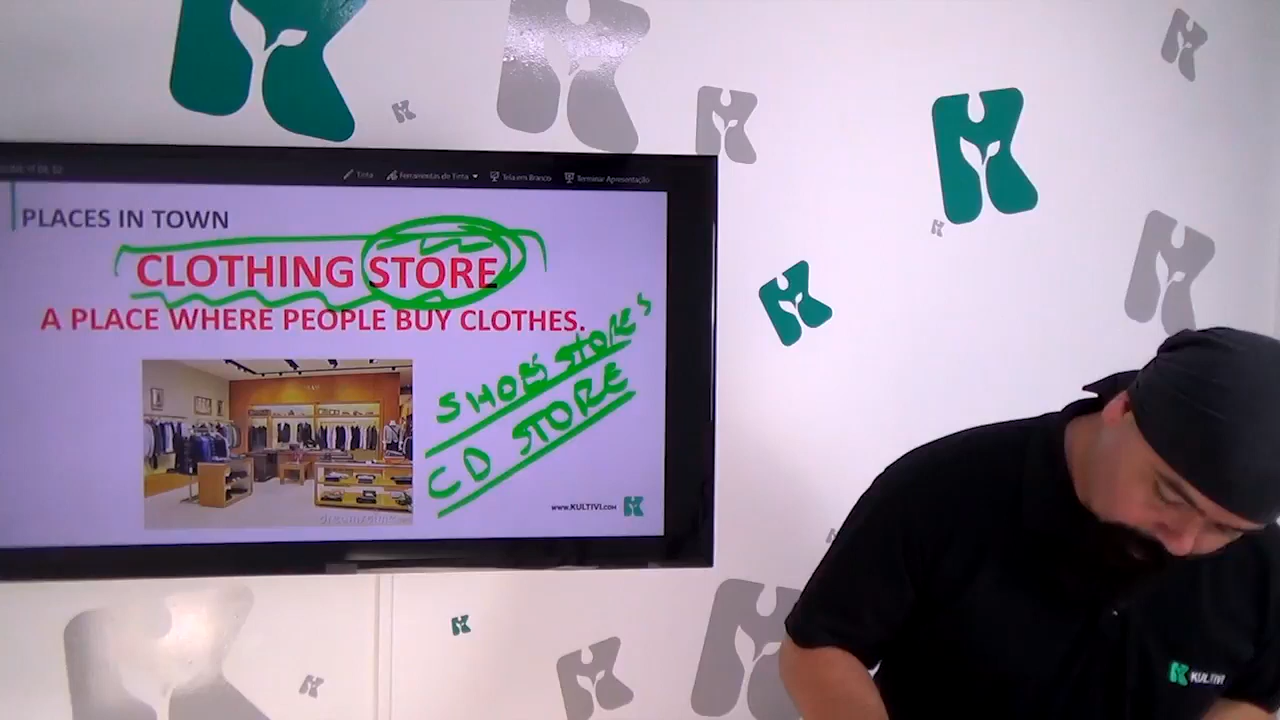 Tinta Ferramentas de Tinta Tela em Branco Terminar Apresentação
PLACES IN TOWN
CLOTHING STORE
A PLACE WHERE PEOPLE BUY CLOTHES.
SHOES STORE'S
CD STORE
www.KULTIVI.COM
KULTIVI